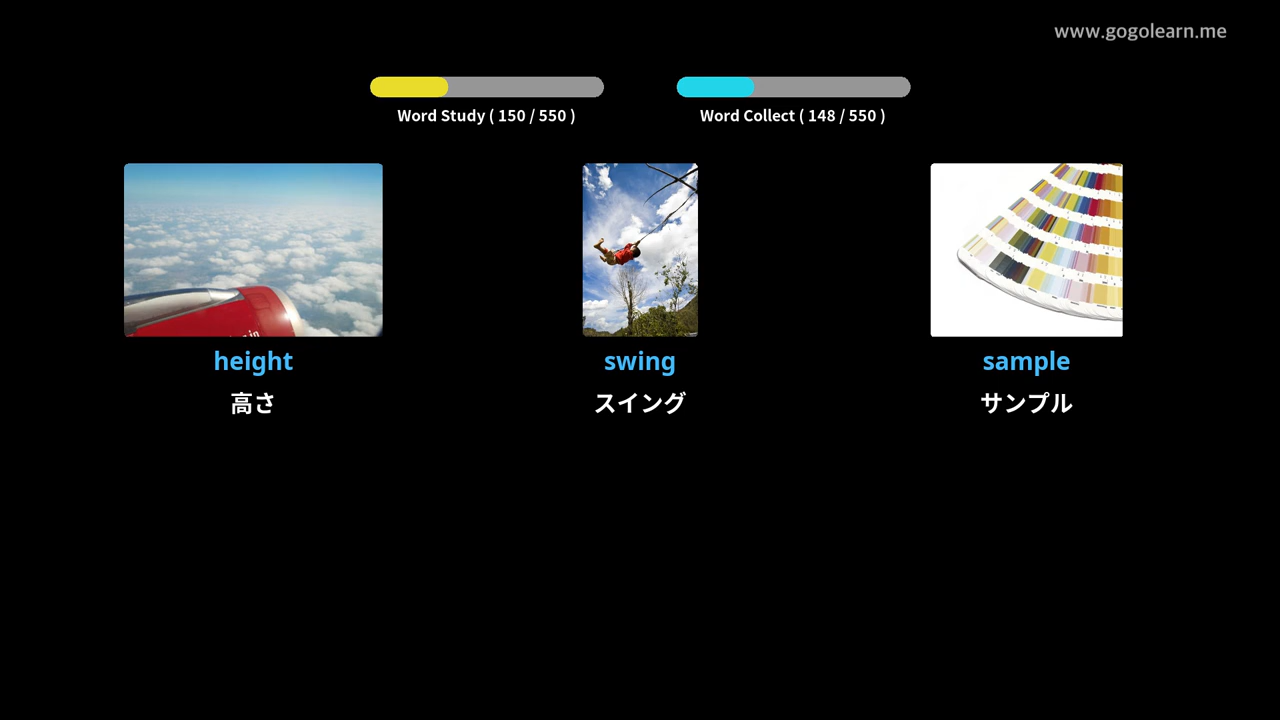 www.gogolearn.me
Word Study ( 150 / 550 )
Word Collect ( 148 / 550 )
height
swing
sample
高さ
スイング
サンプル